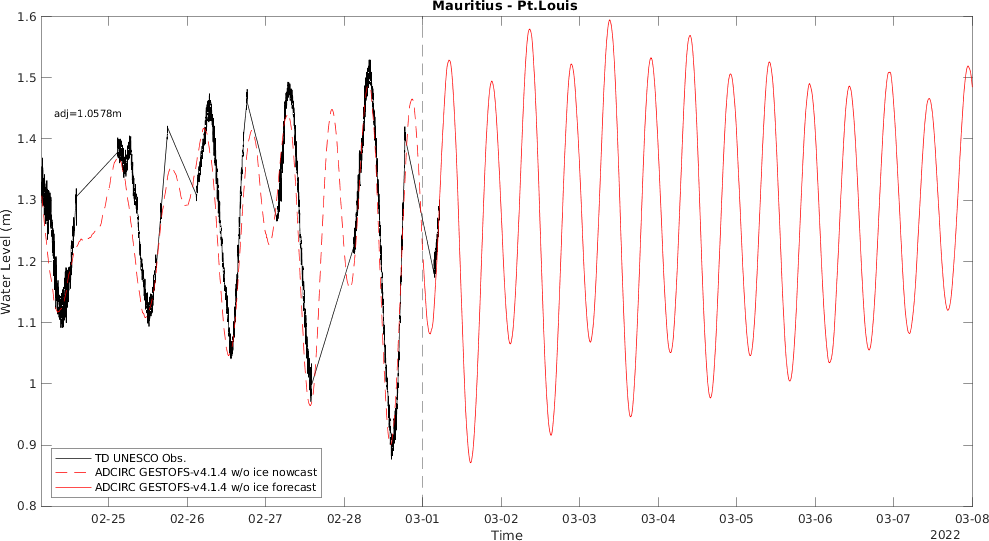 Mauritius - Pt.Louis
1.6
1.5
1.4
1.3
1.2
1.1
1
0.9
0.8
Water Level (m)
adj=1.0578m
TD UNESCO Obs.
ADCIRC GESTOFS-v4.1.4 w/o ice nowcast
ADCIRC GESTOFS-v4.1.4 w/o ice forecast
02-25 02-26 02-27 02-28 03-01 03-02 03-03 03-04 03-05 03-06 03-07 03-08
Time
2022